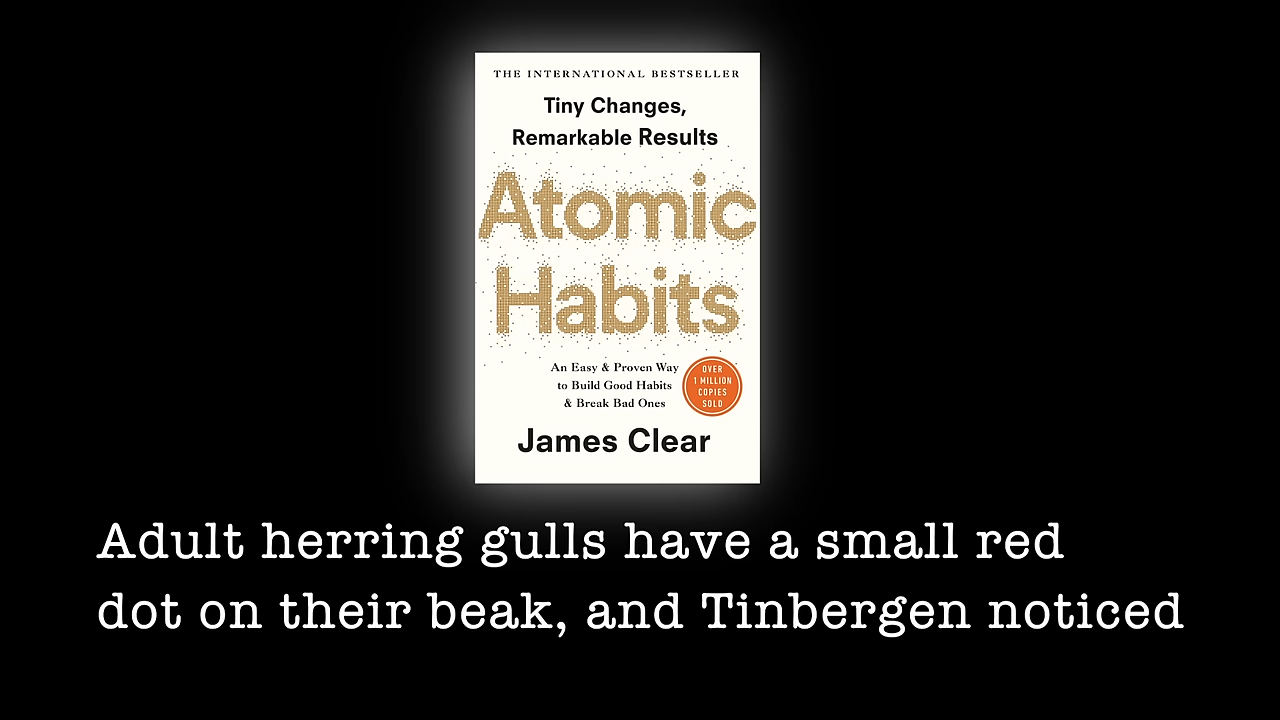 THE INTERNATIONAL BESTSELLER
Tiny Changes,
Remarkable Results
Atomic
Habits
An Easy & Proven Way
to Build Good Habits
& Break Bad Ones
OVER
1 MILLION
COPIES
SOLD
James Clear
Adult herring gulls have a small red
dot on their beak, and Tinbergen noticed